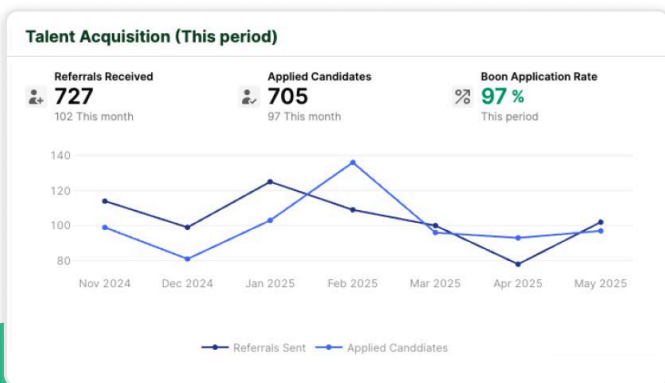 Talent Acquisition (This period)
Referrals Received
727
102 This month
Applied Candidates
705
97 This month
Boon Application Rate
97 %
This period
140
120
100
80
Nov 2024 Dec 2024 Jan 2025 Feb 2025 Mar 2025 Apr 2025 May 2025
Referrals Sent Applied Canddiates